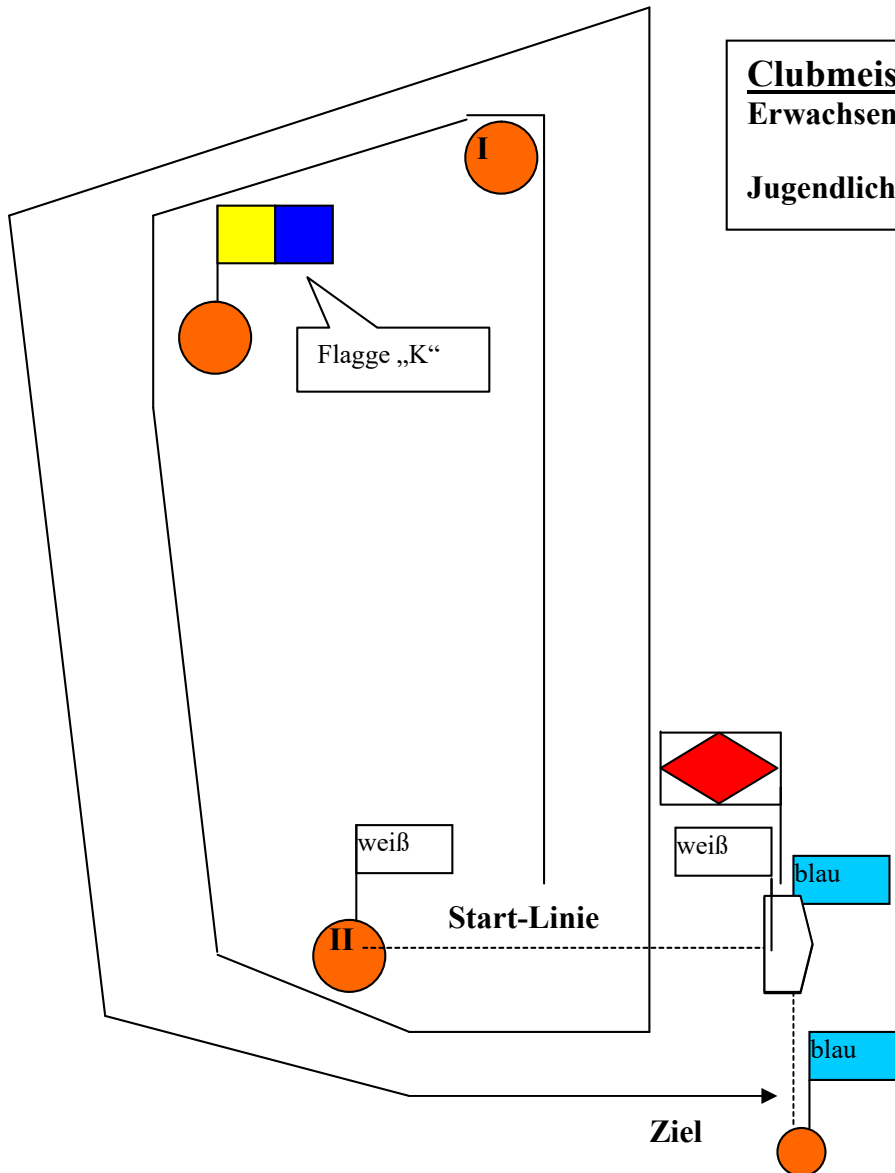 Clubmeis
Erwachsen
Jugendlich
I
Flagge „K“
weiß
weiß
blau
Start-Linie
II
blau
Ziel